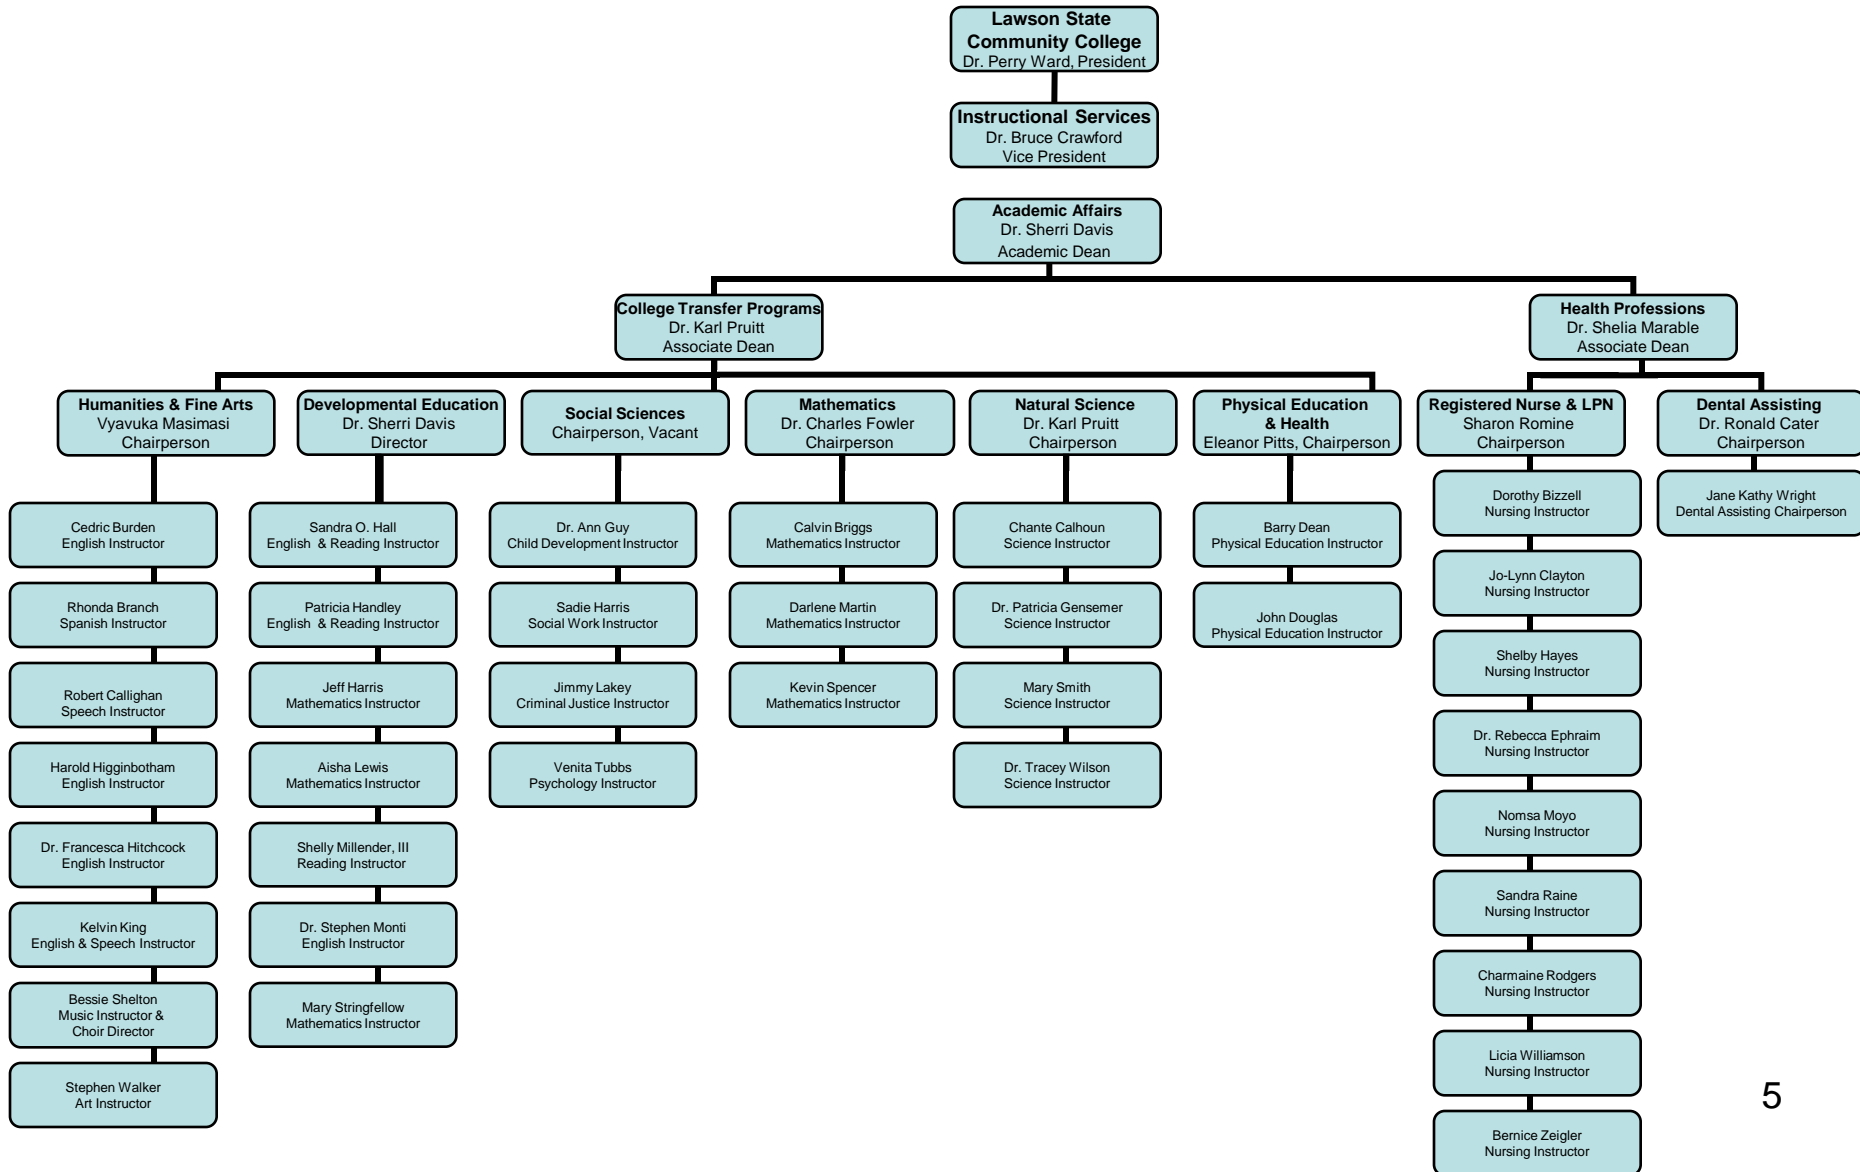 Lawson State
Community College
Dr. Perry Ward, President
Instructional Services
Dr. Bruce Crawford
Vice President
Academic Affairs
Dr. Sherri Davis
Academic Dean
College Transfer Programs
Dr. Karl Pruitt
Associate Dean
Health Professions
Dr. Shelia Marable
Associate Dean
Humanities & Fine Arts
Vyavuka Masimasi
Chairperson
Developmental Education
Dr. Sherri Davis
Director
Social Sciences
Chairperson, Vacant
Mathematics
Dr. Charles Fowler
Chairperson
Natural Science
Dr. Karl Pruitt
Chairperson
Physical Education
& Health
Eleanor Pitts, Chairperson
Registered Nurse & LPN
Sharon Romine
Chairperson
Dental Assisting
Dr. Ronald Cater
Chairperson
Cedric Burden
English Instructor
Rhonda Branch
Spanish Instructor
Robert Callighan
Speech Instructor
Harold Higginbotham
English Instructor
Dr. Francesca Hitchcock
English Instructor
Kelvin King
English & Speech Instructor
Bessie Shelton
Music Instructor &
Choir Director
Stephen Walker
Art Instructor
Sandra O. Hall
English & Reading Instructor
Patricia Handley
English & Reading Instructor
Jeff Harris
Mathematics Instructor
Aisha Lewis
Mathematics Instructor
Shelly Millender, III
Reading Instructor
Dr. Stephen Monti
English Instructor
Mary Stringfellow
Mathematics Instructor
Dr. Ann Guy
Child Development Instructor
Sadie Harris
Social Work Instructor
Jimmy Lakey
Criminal Justice Instructor
Venita Tubbs
Psychology Instructor
Calvin Briggs
Mathematics Instructor
Darlene Martin
Mathematics Instructor
Kevin Spencer
Mathematics Instructor
Chante Calhoun
Science Instructor
Dr. Patricia Gensemer
Science Instructor
Mary Smith
Science Instructor
Dr. Tracey Wilson
Science Instructor
Barry Dean
Physical Education Instructor
John Douglas
Physical Education Instructor
Dorothy Bizzell
Nursing Instructor
Jo-Lynn Clayton
Nursing Instructor
Shelby Hayes
Nursing Instructor
Dr. Rebecca Ephraim
Nursing Instructor
Nomsa Moyo
Nursing Instructor
Sandra Raine
Nursing Instructor
Charmaine Rodgers
Nursing Instructor
Licia Williamson
Nursing Instructor
Bernice Zeigler
Nursing Instructor
Jane Kathy Wright
Dental Assisting Chairperson
5